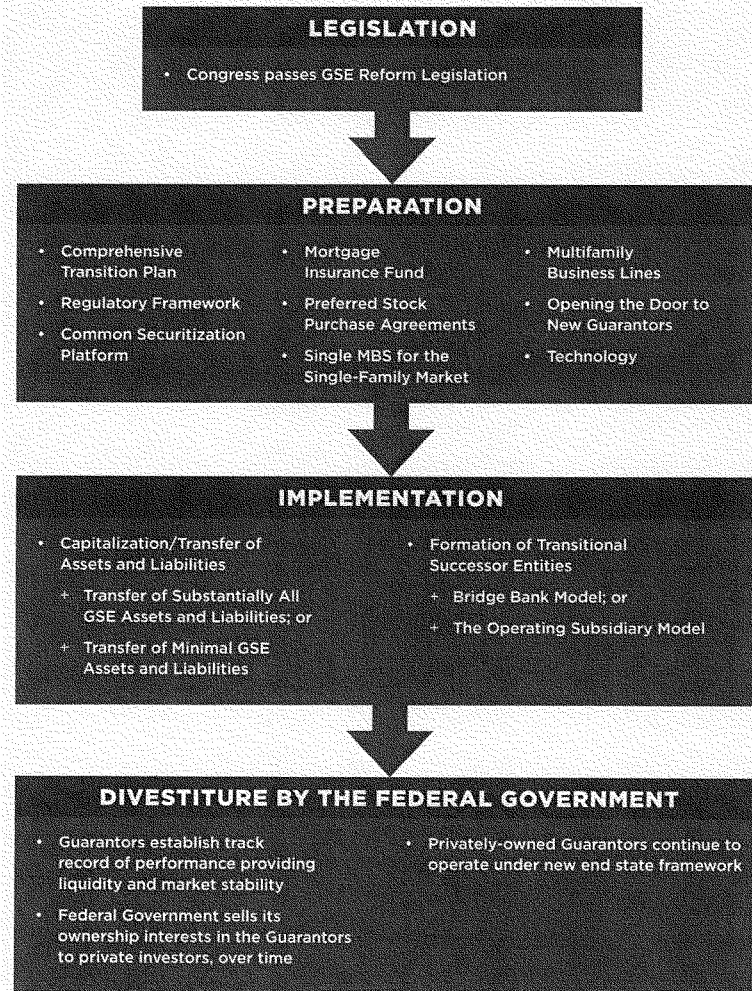 LEGISLATION
• Congress passes GSE Reform Legislation
PREPARATION
• Comprehensive
Transition Plan
• Regulatory Framework
• Common Securitization
Platform
• Mortgage
Insurance Fund
• Preferred Stock
Purchase Agreements
• Single MBS for the
Single-Family Market
• Multifamily
Business Lines
• Opening the Door to
New Guarantors
• Technology
IMPLEMENTATION
• Capitalization/Transfer of
Assets and Liabilities
+ Transfer of Substantially All
GSE Assets and Liabilities; or
+ Transfer of Minimal GSE
Assets and Liabilities
• Formation of Transitional
Successor Entities
+ Bridge Bank Model; or
+ The Operating Subsidiary Model
DIVESTITURE BY THE FEDERAL GOVERNMENT
• Guarantors establish track
record of performance providing
liquidity and market stability
• Federal Government sells its
ownership interests in the Guarantors
to private investors, over time
• Privately-owned Guarantors continue to
operate under new end state framework